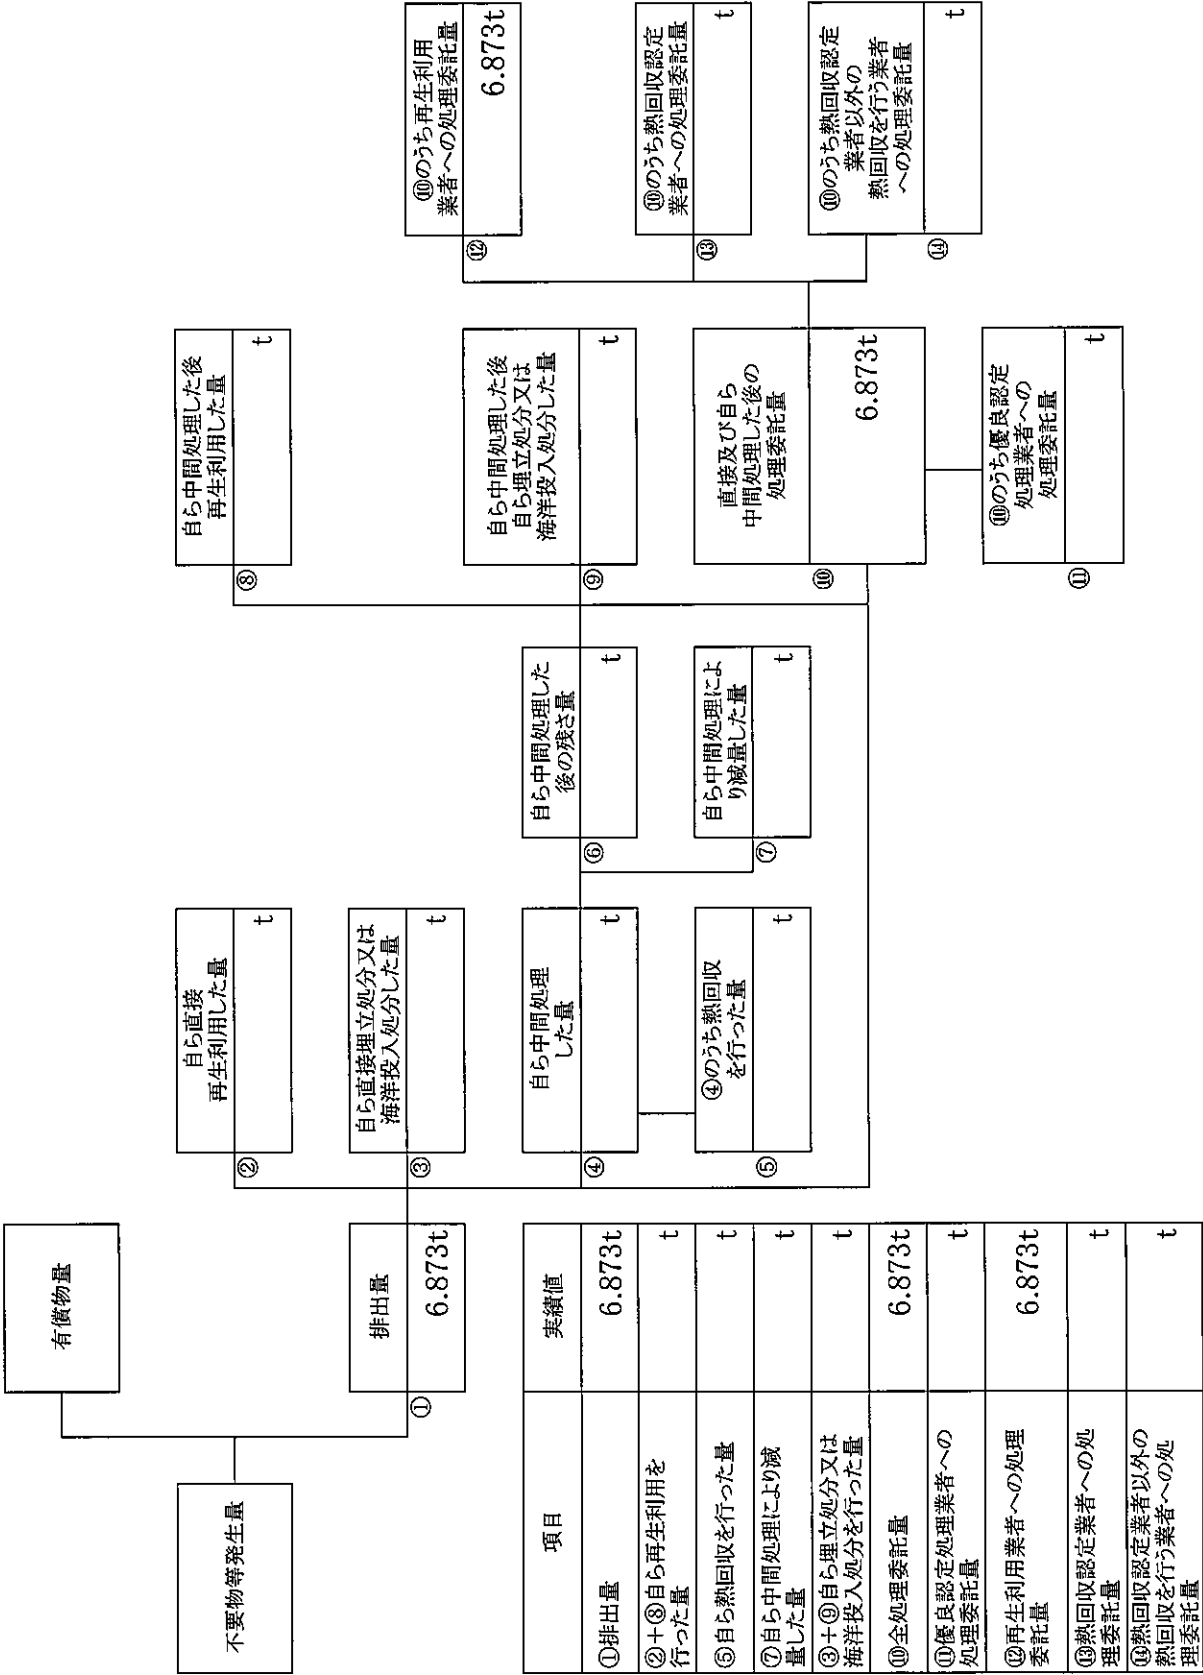 不要物等発生量
有償物量
排出量
①
6.873t
自ら直接
再生利用した量
②
t
自ら直接埋立処分又は
海洋投入処分した量
③
t
自ら中間処理
した量
④
t
④のうち熱回収
を行った量
⑤
t
自ら中間処理した
後の残さ量
⑥
t
自ら中間処理によ
り減量した量
⑦
t
自ら中間処理した後
再生利用した量
⑧
t
自ら中間処理した後
自ら埋立処分又は
海洋投入処分した量
⑨
t
直接及び自ら
中間処理した後の
処理委託量
⑩
6.873t
⑩のうち優良認定
処理業者への
処理委託量
⑪
t
⑩のうち再生利用
業者への処理委託量
⑫
6.873t
⑩のうち熱回収認定
業者への処理委託量
⑬
t
⑩のうち熱回収認定
業者以外の
熱回収を行う業者
への処理委託量
⑭
t
項目 実績値
①排出量 6.873t
②+⑧自ら再生利用を
行った量 t
⑤自ら熱回収を行った量 t
⑦自ら中間処理により減
量した量 t
③+⑨自ら埋立処分又は
海洋投入処分を行った量 t
⑩全処理委託量 6.873t
⑪優良認定処理業者への
処理委託量 t
⑫再生利用業者への処理
委託量 6.873t
⑬熱回収認定業者への処
理委託量 t
⑭熱回収認定業者以外の
熱回収を行う業者への処
理委託量 t